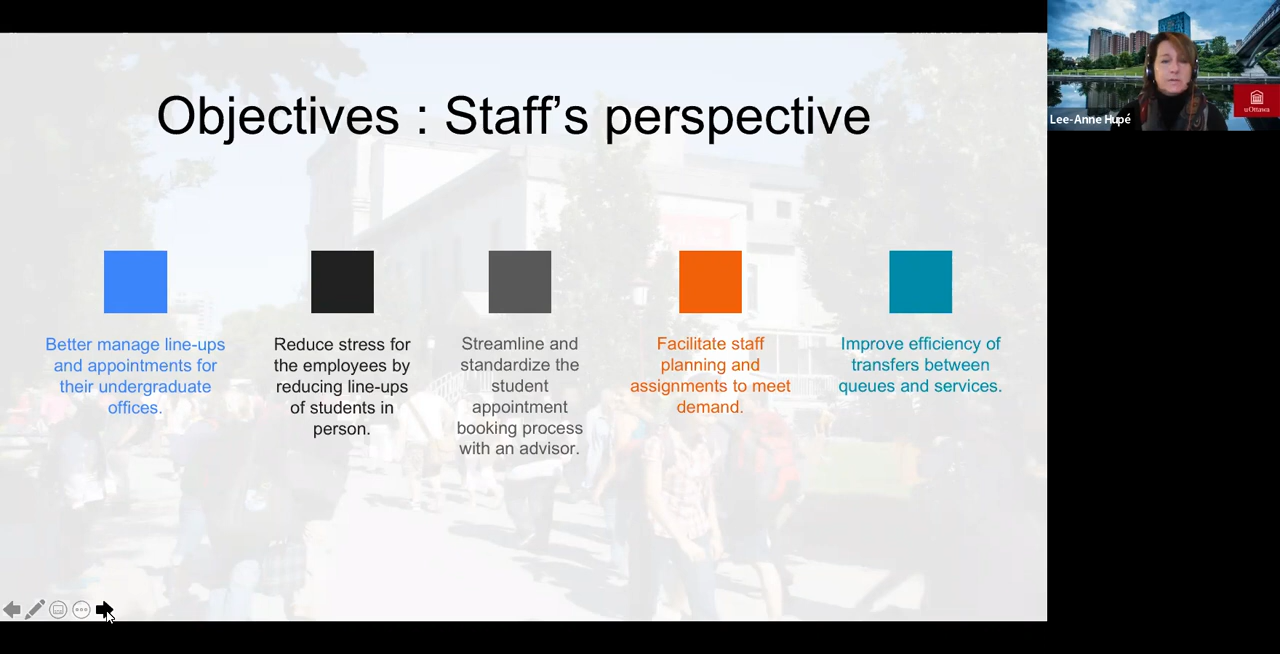 Objectives : Staff’s perspective
Better manage line-ups
and appointments for
their undergraduate
offices.
Reduce stress for
the employees by
reducing line-ups
of students in
person.
Streamline and
standardize the
student
appointment
booking process
with an advisor.
Facilitate staff
planning and
assignments to meet
demand.
Improve efficiency of
transfers between
queues and services.
uOttawa
Lee-Anne Hupé